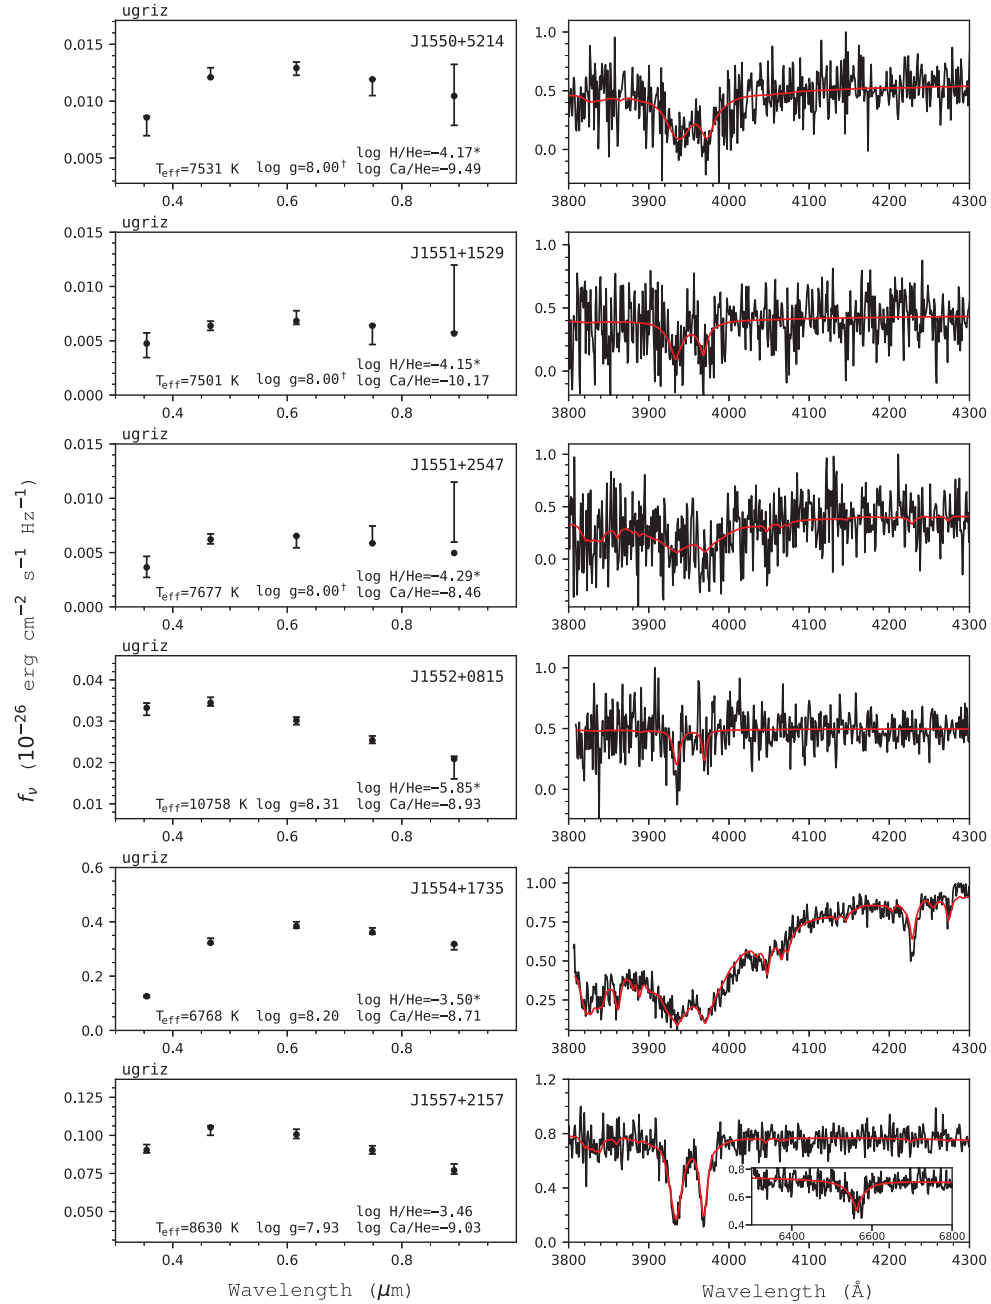 ugriz
J1550+5214
0.015
0.010
0.005
log H/He=−4.17*
T_eff=7531 K log g=8.00† log Ca/He=−9.49
0.4 0.6 0.8
1.0
0.5
0.0
3800 3900 4000 4100 4200 4300
ugriz
J1551+1529
0.015
0.010
0.005
0.000
log H/He=−4.15*
T_eff=7501 K log g=8.00† log Ca/He=−10.17
0.4 0.6 0.8
1.0
0.5
0.0
3800 3900 4000 4100 4200 4300
ugriz
J1551+2547
0.015
0.010
0.005
0.000
log H/He=−4.29*
T_eff=7677 K log g=8.00† log Ca/He=−8.46
0.4 0.6 0.8
1.0
0.5
0.0
3800 3900 4000 4100 4200 4300
f_ν (10⁻²⁶ erg cm⁻² s⁻¹ Hz⁻¹)
ugriz
J1552+0815
0.04
0.03
0.02
0.01
log H/He=−5.85*
T_eff=10758 K log g=8.31 log Ca/He=−8.93
0.4 0.6 0.8
1.0
0.5
0.0
3800 3900 4000 4100 4200 4300
ugriz
J1554+1735
0.6
0.4
0.2
0.0
log H/He=−3.50*
T_eff=6768 K log g=8.20 log Ca/He=−8.71
0.4 0.6 0.8
1.00
0.75
0.50
0.25
3800 3900 4000 4100 4200 4300
ugriz
J1557+2157
0.125
0.100
0.075
0.050
log H/He=−3.46
T_eff=8630 K log g=7.93 log Ca/He=−9.03
0.4 0.6 0.8
1.2
0.8
0.4
0.0
0.8
0.6
0.4
6400 6600 6800
3800 3900 4000 4100 4200 4300
Wavelength (μm)
Wavelength (Å)